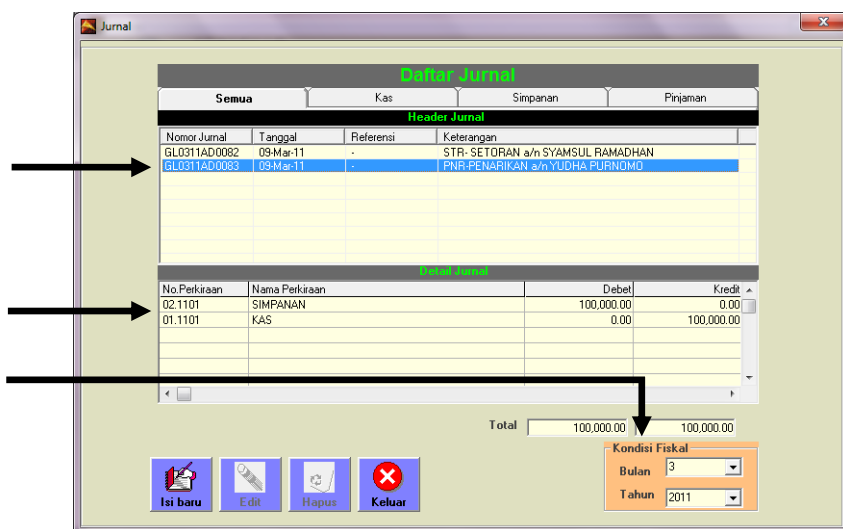 Jurnal
Daftar Jurnal
Semua Kas Simpanan Pinjaman
Header Jurnal
Nomor Jurnal Tanggal Referensi Keterangan
GL0311AD0082 09-Mar-11 - STR- SETORAN a/n SYAMSUL RAMADHAN
GL0311AD0083 09-Mar-11 - PNR-PENARIKAN a/n YUDHA PURNOMO
Detail Jurnal
No.Perkiraan Nama Perkiraan Debet Kredit
02.1101 SIMPANAN 100,000.00 0.00
01.1101 KAS 0.00 100,000.00
Total 100,000.00 100,000.00
Kondisi Fiskal
Bulan 3
Tahun 2011
Isi baru Edit Hapus Keluar